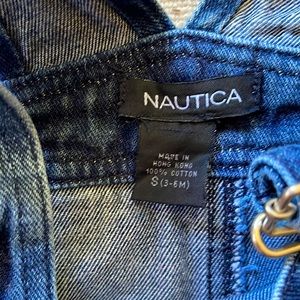 NAUTICA
MADE IN
HONG KONG
100% COTTON
S (3-6M)